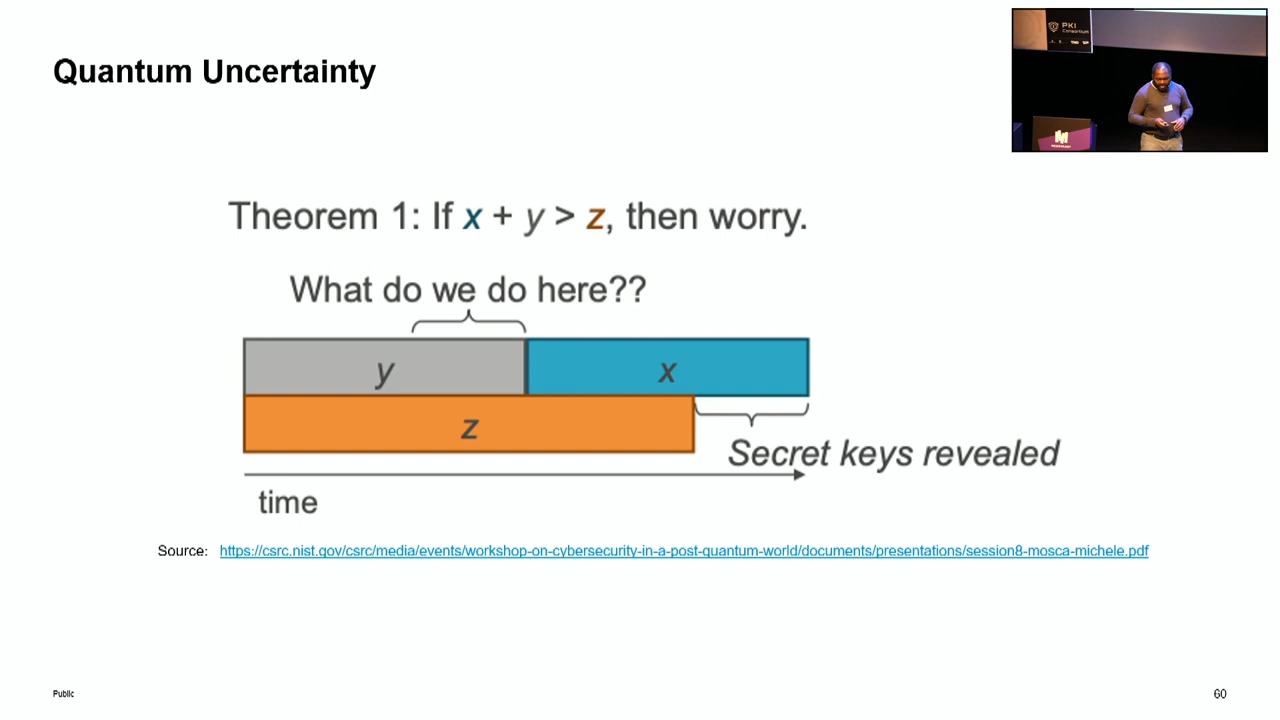 Quantum Uncertainty
PKI
Consortium
Theorem 1: If x + y > z, then worry.
What do we do here??
y
x
z
Secret keys revealed
time
Source: https://csrc.nist.gov/csrc/media/events/workshop-on-cybersecurity-in-a-post-quantum-world/documents/presentations/session8-mosca-michele.pdf
Public
60